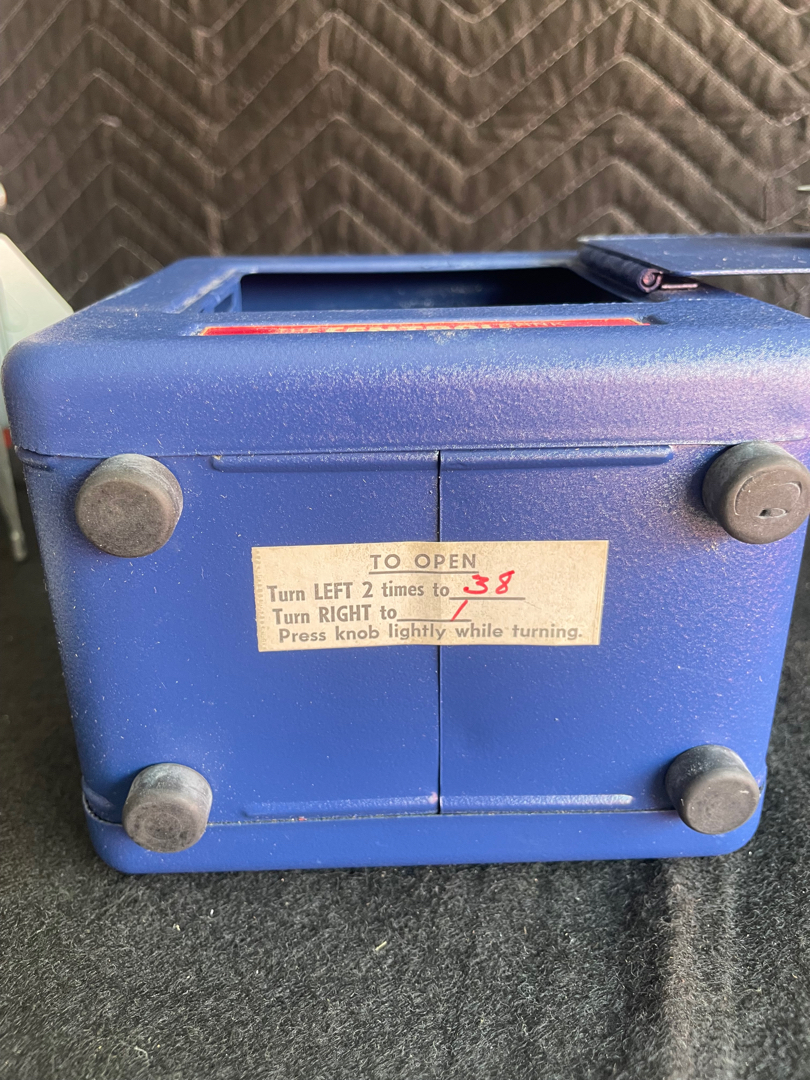 TO OPEN
Turn LEFT 2 times to 38
Turn RIGHT to 1
Press knob lightly while turning.